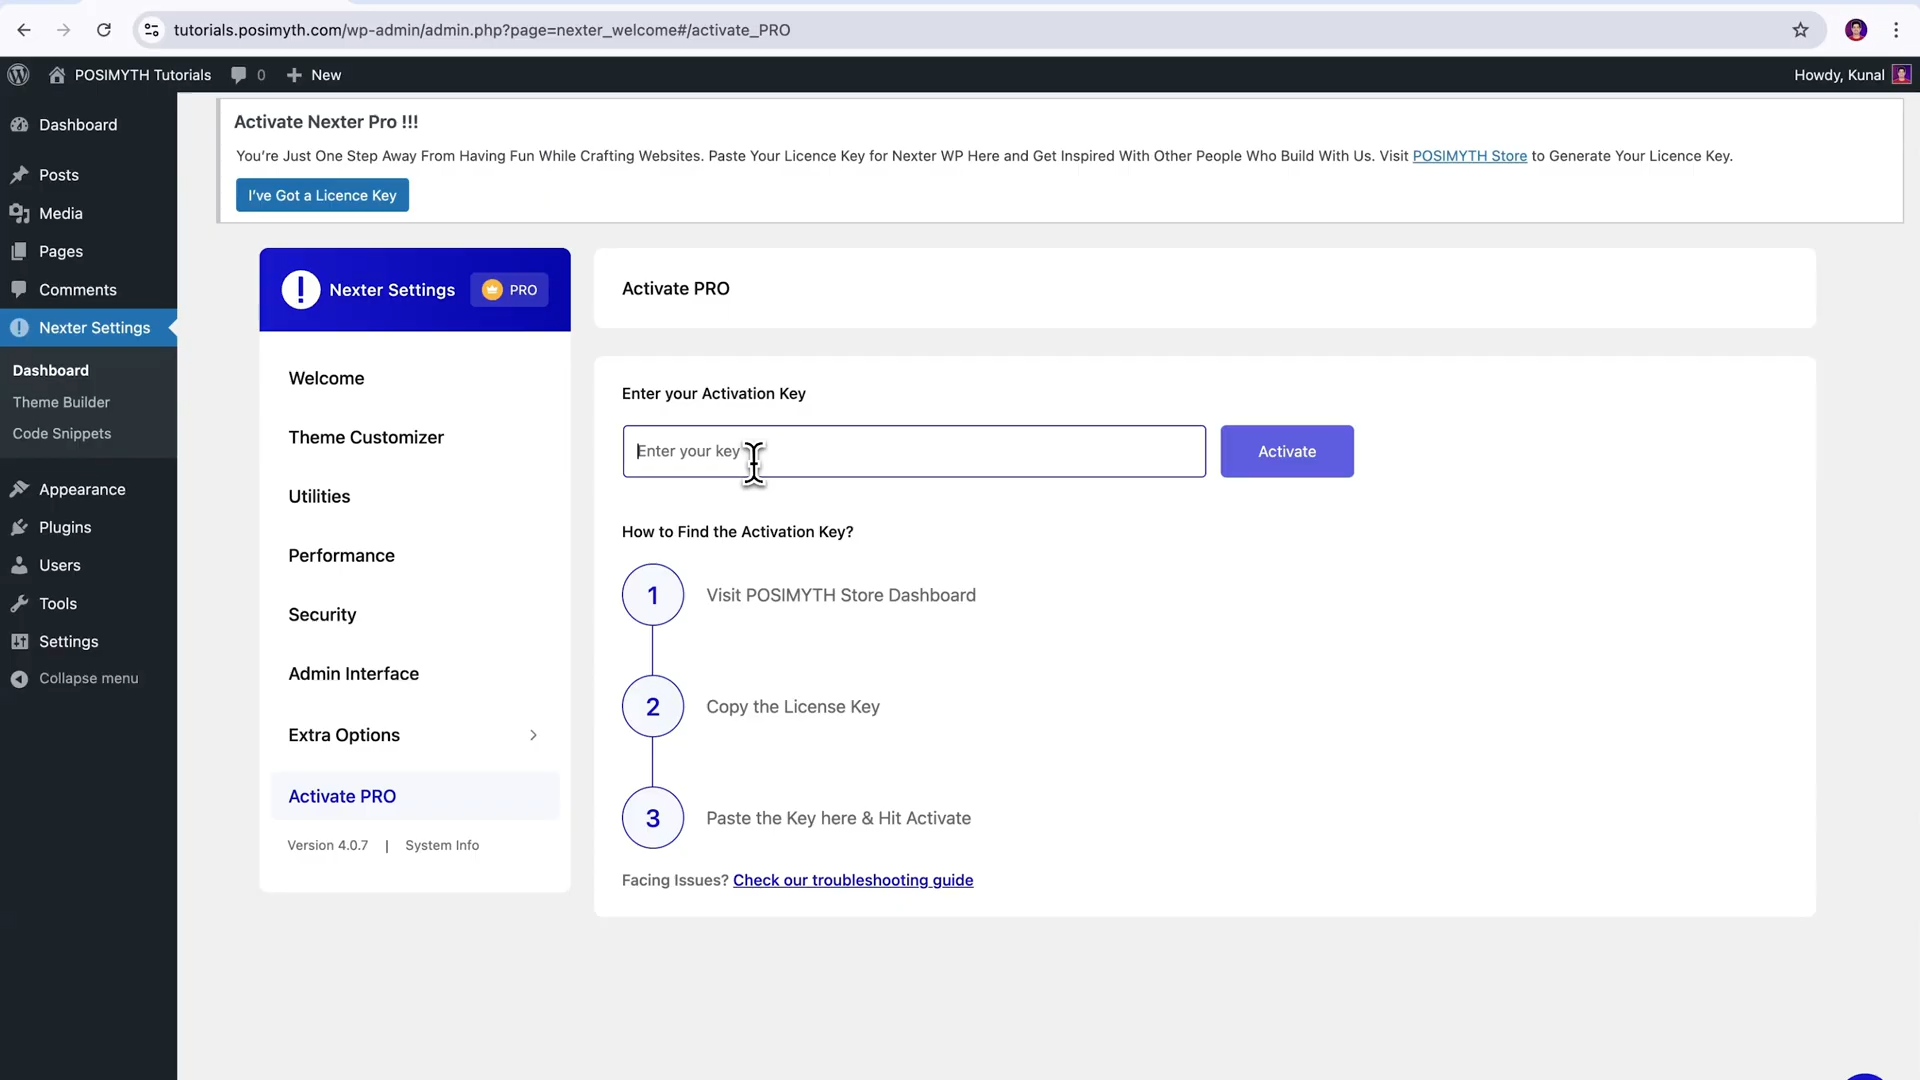 tutorials.posimyth.com/wp-admin/admin.php?page=nexter_welcome#/activate_PRO
POSIMYTH Tutorials
0
New
Howdy, Kunal
Dashboard
Posts
Media
Pages
Comments
Nexter Settings
Dashboard
Theme Builder
Code Snippets
Appearance
Plugins
Users
Tools
Settings
Collapse menu
Activate Nexter Pro !!!
You're Just One Step Away From Having Fun While Crafting Websites. Paste Your Licence Key for Nexter WP Here and Get Inspired With Other People Who Build With Us. Visit POSIMYTH Store to Generate Your Licence Key.
I've Got a Licence Key
Nexter Settings
PRO
Welcome
Theme Customizer
Utilities
Performance
Security
Admin Interface
Extra Options
Activate PRO
Version 4.0.7 | System Info
Activate PRO
Enter your Activation Key
Enter your key
Activate
How to Find the Activation Key?
1 Visit POSIMYTH Store Dashboard
2 Copy the License Key
3 Paste the Key here & Hit Activate
Facing Issues? Check our troubleshooting guide